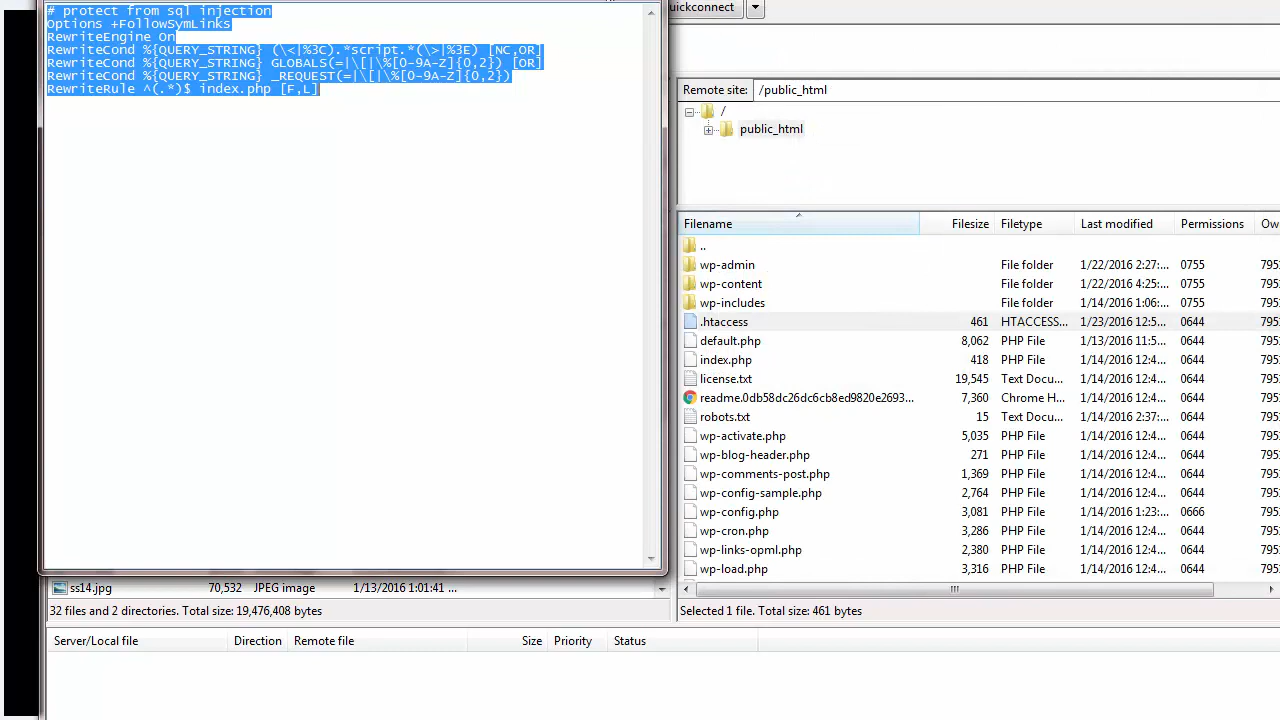 # protect from sql injection
Options +FollowSymLinks
RewriteEngine On
RewriteCond %{QUERY_STRING} (\<|%3C).*script.*(\>|%3E) [NC,OR]
RewriteCond %{QUERY_STRING} GLOBALS(=|\[|\%[0-9A-Z]{0,2}) [OR]
RewriteCond %{QUERY_STRING} _REQUEST(=|\[|\%[0-9A-Z]{0,2})
RewriteRule ^(.*)$ index.php [F,L]
uickconnect
Remote site: /public_html
/
public_html
Filename Filesize Filetype Last modified Permissions Ow
..
wp-admin File folder 1/22/2016 2:27:... 0755 795
wp-content File folder 1/22/2016 4:25:... 0755 795
wp-includes File folder 1/14/2016 1:06:... 0755 795
.htaccess 461 HTACCESS... 1/23/2016 12:5... 0644 795
default.php 8,062 PHP File 1/13/2016 11:5... 0644 795
index.php 418 PHP File 1/14/2016 12:4... 0644 795
license.txt 19,545 Text Docu... 1/14/2016 12:4... 0644 795
readme.0db58dc26dc6cb8ed9820e2693... 7,360 Chrome H... 1/14/2016 12:4... 0644 795
robots.txt 15 Text Docu... 1/14/2016 2:37:... 0644 795
wp-activate.php 5,035 PHP File 1/14/2016 12:4... 0644 795
wp-blog-header.php 271 PHP File 1/14/2016 12:4... 0644 795
wp-comments-post.php 1,369 PHP File 1/14/2016 12:4... 0644 795
wp-config-sample.php 2,764 PHP File 1/14/2016 12:4... 0644 795
wp-config.php 3,081 PHP File 1/14/2016 1:23:... 0666 795
wp-cron.php 3,286 PHP File 1/14/2016 12:4... 0644 795
wp-links-opml.php 2,380 PHP File 1/14/2016 12:4... 0644 795
wp-load.php 3,316 PHP File 1/14/2016 12:4... 0644 795
ss14.jpg 70,532 JPEG image 1/13/2016 1:01:41 ...
32 files and 2 directories. Total size: 19,476,408 bytes
Selected 1 file. Total size: 461 bytes
Server/Local file Direction Remote file Size Priority Status